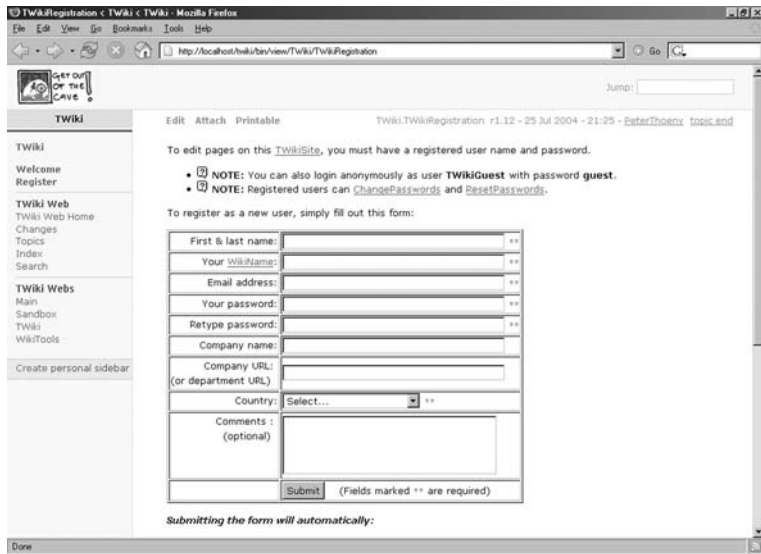 TWikiRegistration < TWiki < TWiki - Mozilla Firefox
File Edit View Go Bookmarks Tools Help
http://localhost/twiki/bin/view/TWiki/TWikiRegistration
Go
GET OUT
OF THE
CAVE !
Jump:
TWiki
Edit Attach Printable
TWiki.TWikiRegistration r1.12 - 25 Jul 2004 - 21:25 - PeterThoeny topic end
TWiki
Welcome
Register
TWiki Web
TWiki Web Home
Changes
Topics
Index
Search
TWiki Webs
Main
Sandbox
TWiki
WikiTools
Create personal sidebar
To edit pages on this TWikiSite, you must have a registered user name and password.
• NOTE: You can also login anonymously as user TWikiGuest with password guest.
• NOTE: Registered users can ChangePasswords and ResetPasswords.
To register as a new user, simply fill out this form:
First & last name: **
Your WikiName: **
Email address: **
Your password: **
Retype password: **
Company name:
Company URL:
(or department URL)
Country: Select... **
Comments :
(optional)
Submit (Fields marked ** are required)
Submitting the form will automatically:
Done